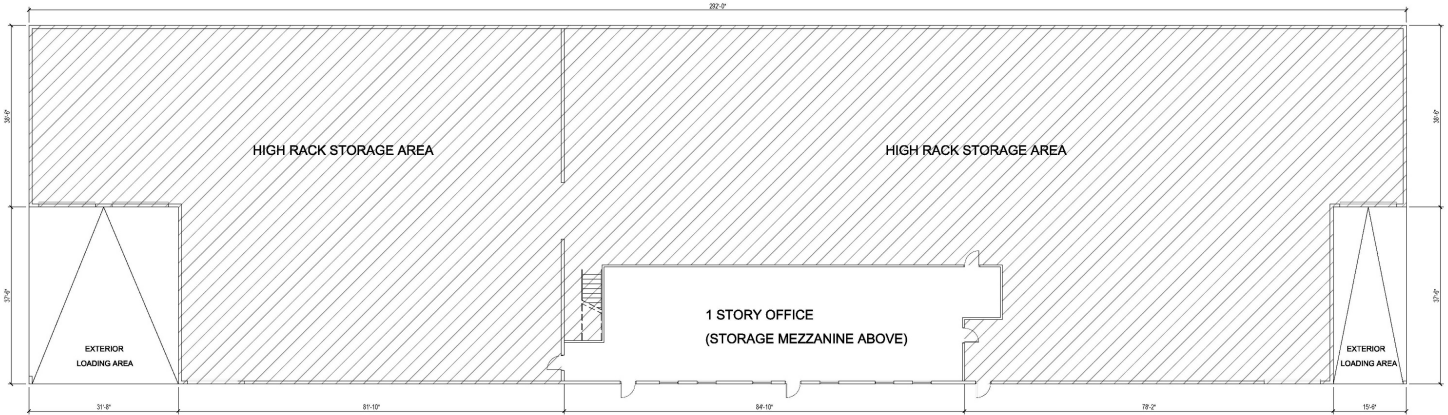 292'-0"
38'-6"
38'-6"
HIGH RACK STORAGE AREA
HIGH RACK STORAGE AREA
37'-6"
37'-6"
1 STORY OFFICE
(STORAGE MEZZANINE ABOVE)
EXTERIOR
LOADING AREA
EXTERIOR
LOADING AREA
31'-8"
81'-10"
84'-10"
78'-2"
15'-6"